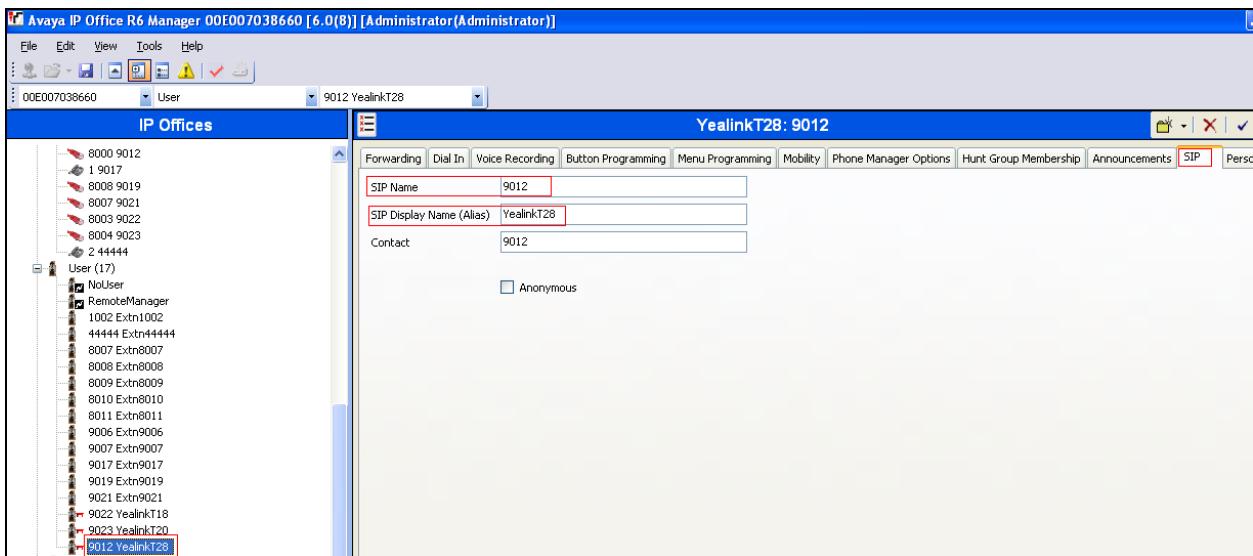 Avaya IP Office R6 Manager 00E007038660 [6.0(8)] [Administrator(Administrator)]
File Edit View Tools Help
00E007038660 User 9012 YealinkT28
IP Offices
YealinkT28: 9012
8000 9012
1 9017
8008 9019
8007 9021
8003 9022
8004 9023
2 44444
User (17)
NoUser
RemoteManager
1002 Extn1002
44444 Extn44444
8007 Extn8007
8008 Extn8008
8009 Extn8009
8010 Extn8010
8011 Extn8011
9006 Extn9006
9007 Extn9007
9017 Extn9017
9019 Extn9019
9021 Extn9021
9022 YealinkT18
9023 YealinkT20
9012 YealinkT28
Forwarding Dial In Voice Recording Button Programming Menu Programming Mobility Phone Manager Options Hunt Group Membership Announcements SIP Perso
SIP Name 9012
SIP Display Name (Alias) YealinkT28
Contact 9012
Anonymous